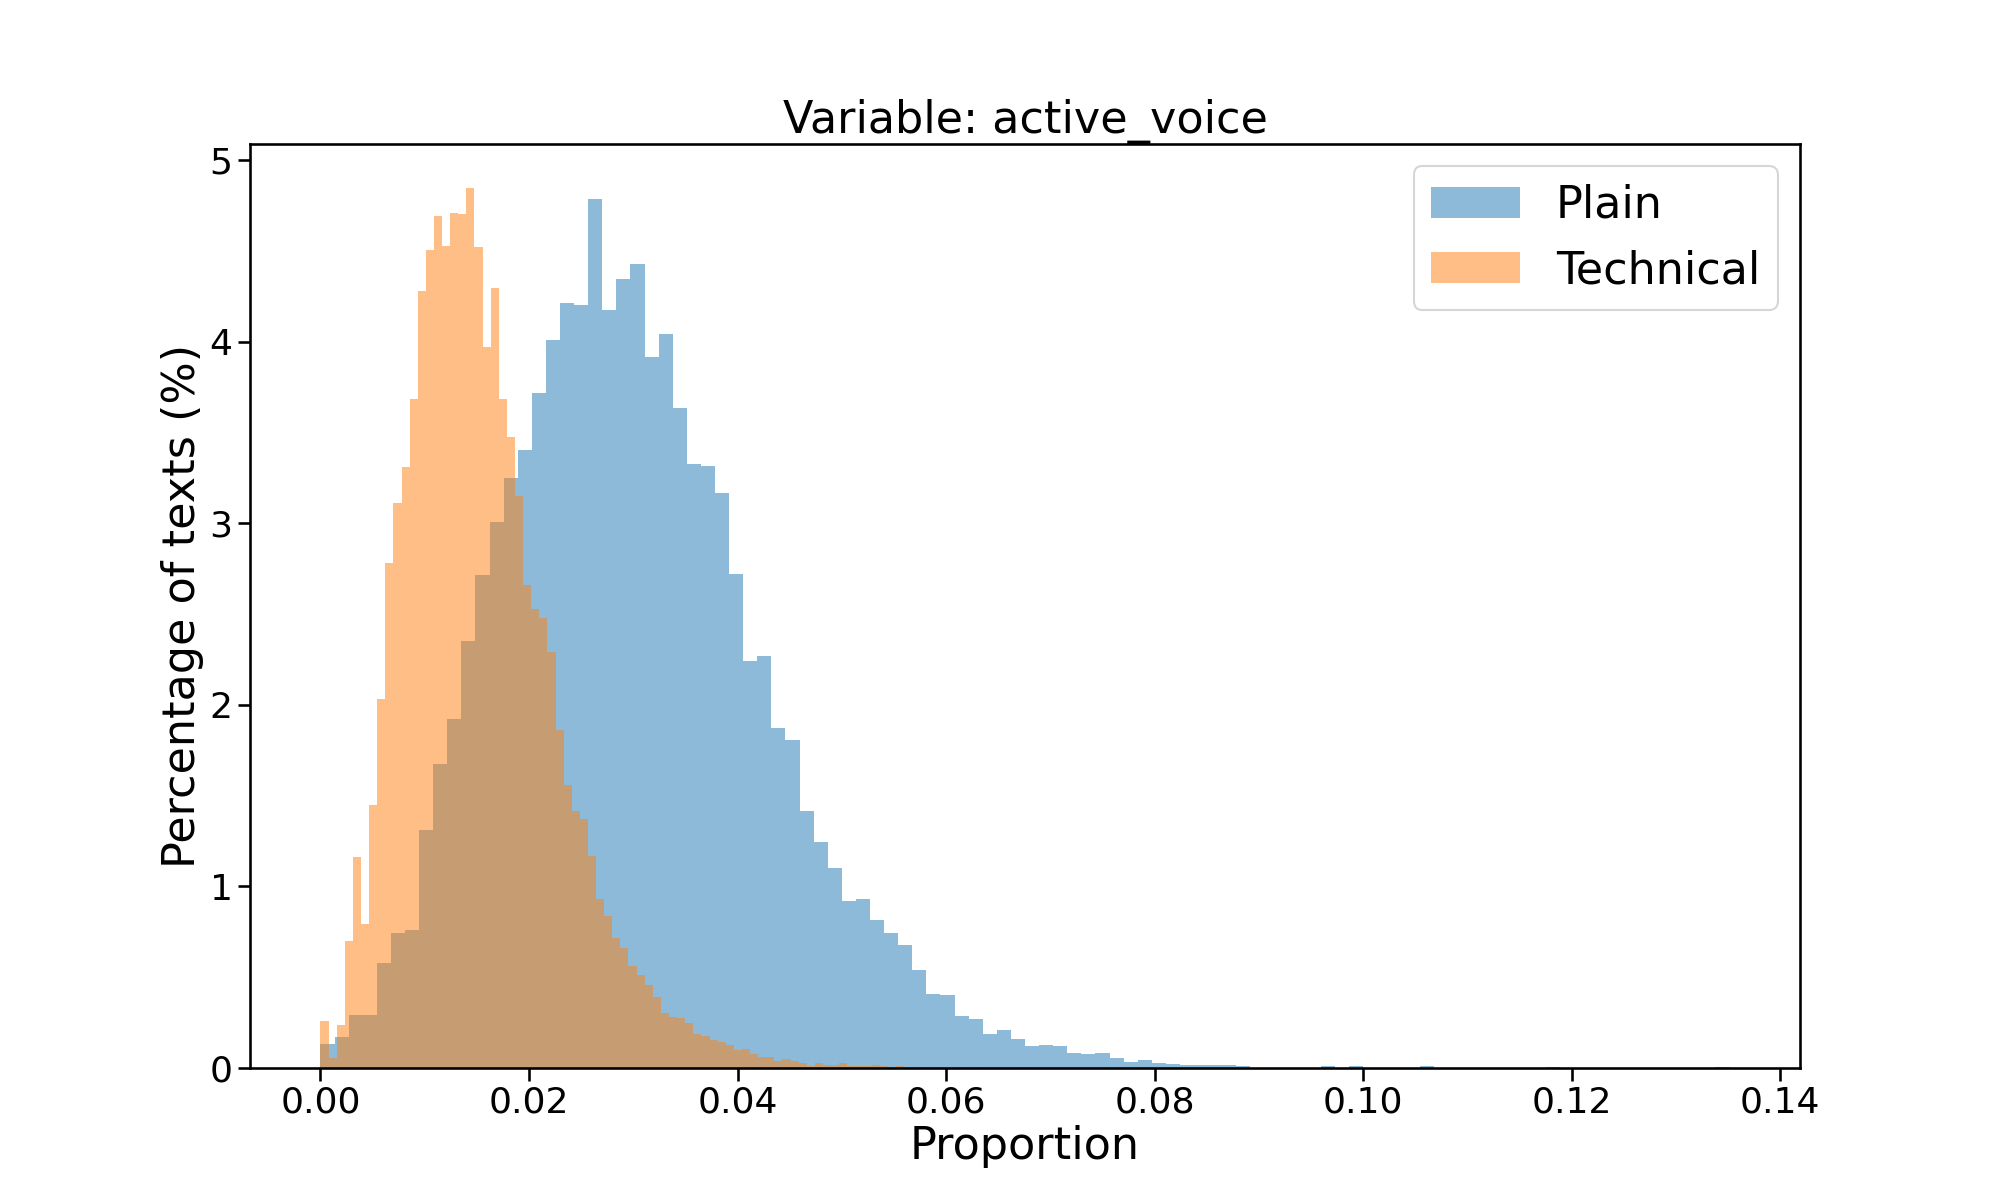 Variable: active_voice
Plain
Technical
Percentage of texts (%)
5
4
3
2
1
0
0.00 0.02 0.04 0.06 0.08 0.10 0.12 0.14
Proportion